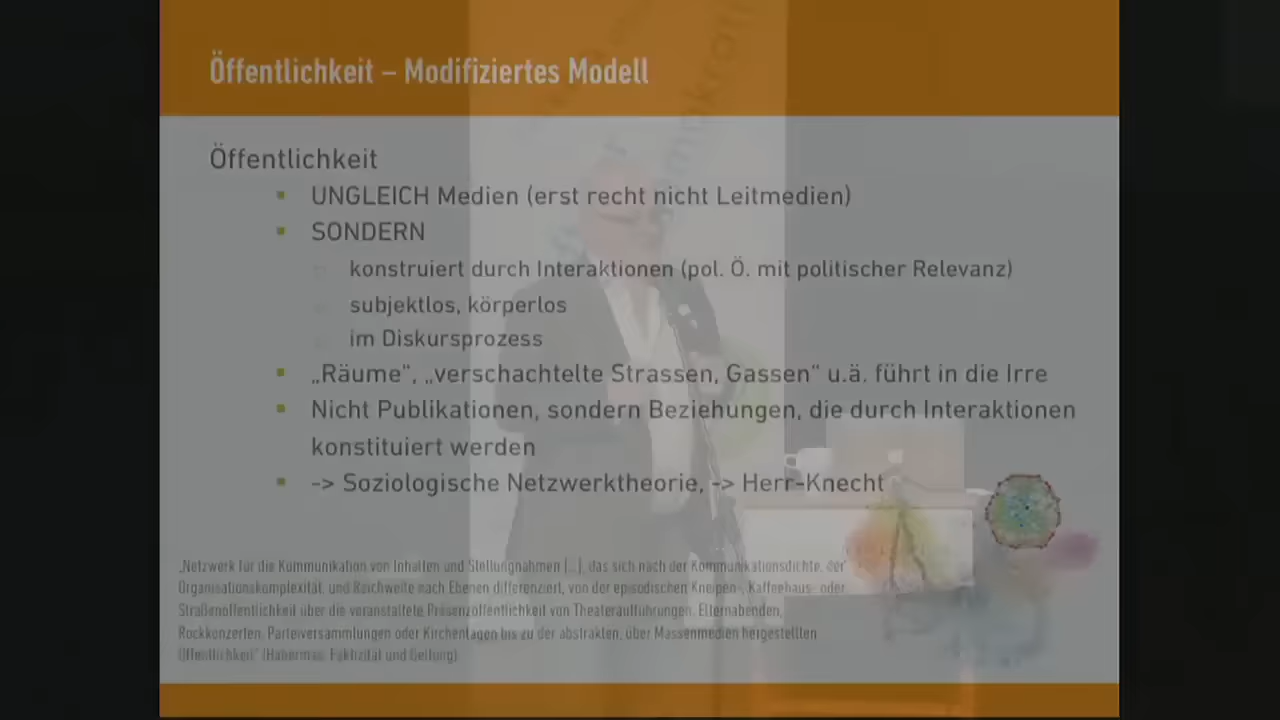 Öffentlichkeit – Modifiziertes Modell
Öffentlichkeit
UNGLEICH Medien (erst recht nicht Leitmedien)
SONDERN
konstruiert durch Interaktionen (pol. Ö. mit politischer Relevanz)
subjektlos, körperlos
im Diskursprozess
„Räume“, „verschachtelte Strassen, Gassen“ u.ä. führt in die Irre
Nicht Publikationen, sondern Beziehungen, die durch Interaktionen
konstituiert werden
-> Soziologische Netzwerktheorie, -> Herr-Knecht
„Netzwerk für die Kommunikation von Inhalten und Stellungnahmen [...], das sich nach der Kommunikationsdichte, der
Organisationskomplexität, und Reichweite nach Ebenen differenziert, von der episodischen Kneipen-, Kaffeehaus- oder
Straßenöffentlichkeit über die veranstaltete Präsenzöffentlichkeit von Theateraufführungen, Elternabenden,
Rockkonzerten, Parteiversammlungen oder Kirchentagen bis zu der abstrakten, über Massenmedien hergestellten
Öffentlichkeit“ (Habermas, Faktizität und Geltung)